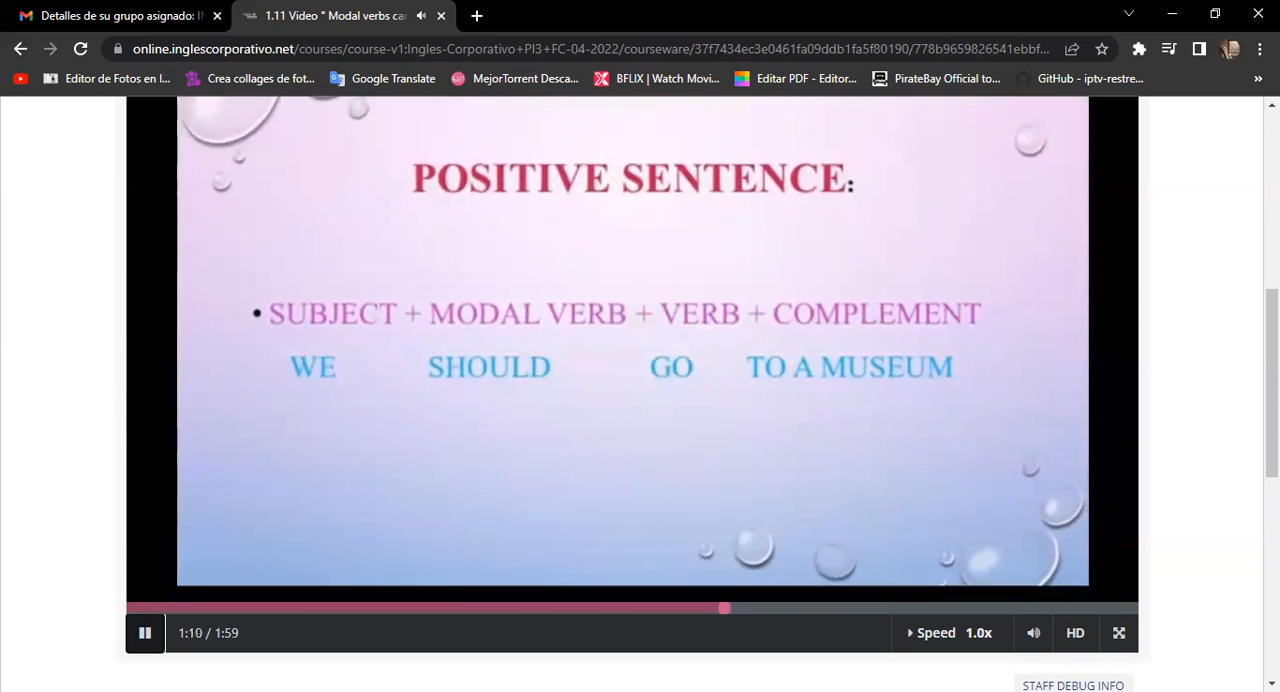 Detalles de su grupo asignado: I
1.11 Video " Modal verbs ca
online.inglescorporativo.net/courses/course-v1:Ingles-Corporativo+PI3+FC-04-2022/courseware/37f7434ec3e0461fa09ddb1fa5f80190/778b9659826541ebbf...
Editor de Fotos en l...
Crea collages de fot...
Google Translate
MejorTorrent Desca...
BFLIX | Watch Movi...
Editar PDF - Editor...
PirateBay Official to...
GitHub - iptv-restre...
»
POSITIVE SENTENCE:
• SUBJECT + MODAL VERB + VERB + COMPLEMENT
WE SHOULD GO TO A MUSEUM
1:10 / 1:59
Speed 1.0x
HD
STAFF DEBUG INFO